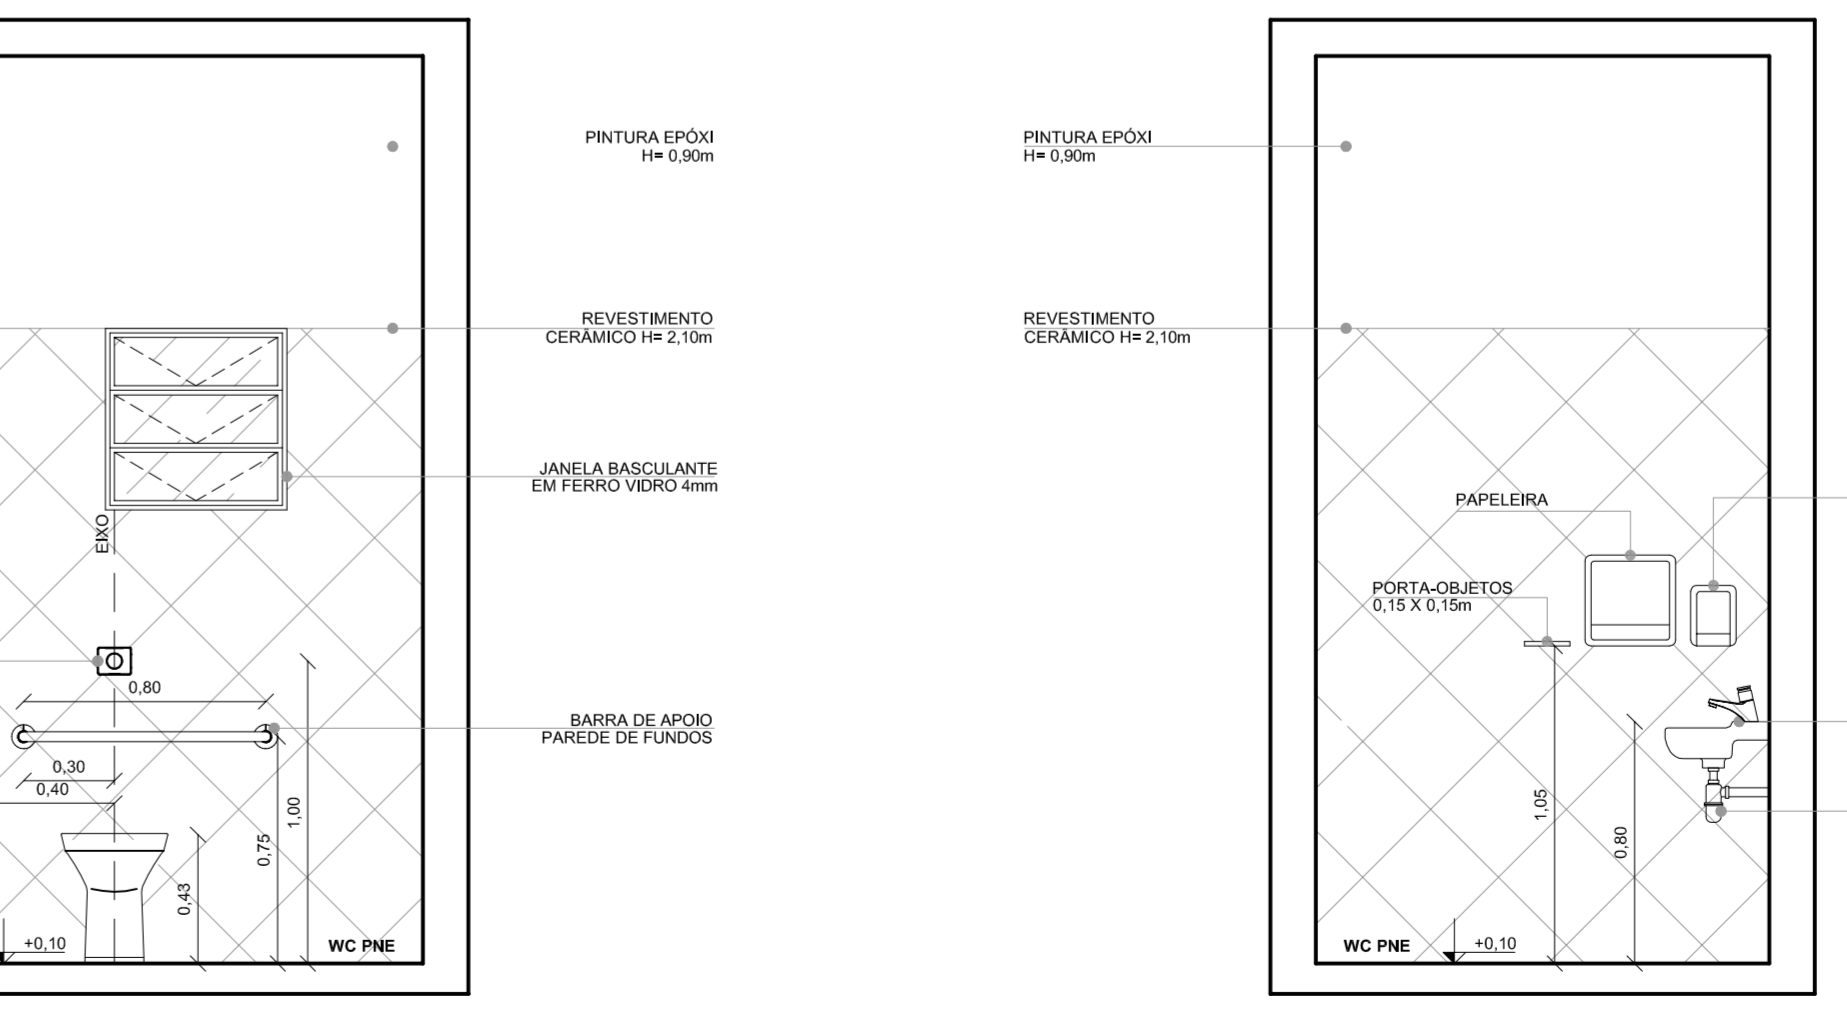 PINTURA EPÓXI
H= 0,90m
REVESTIMENTO
CERÂMICO H= 2,10m
JANELA BASCULANTE
EM FERRO VIDRO 4mm
EIXO
0,80
BARRA DE APOIO
PAREDE DE FUNDOS
0,30
0,40
1,00
0,75
0,43
+0,10
WC PNE
PINTURA EPÓXI
H= 0,90m
REVESTIMENTO
CERÂMICO H= 2,10m
PAPELEIRA
PORTA-OBJETOS
0,15 X 0,15m
1,05
0,80
WC PNE
+0,10